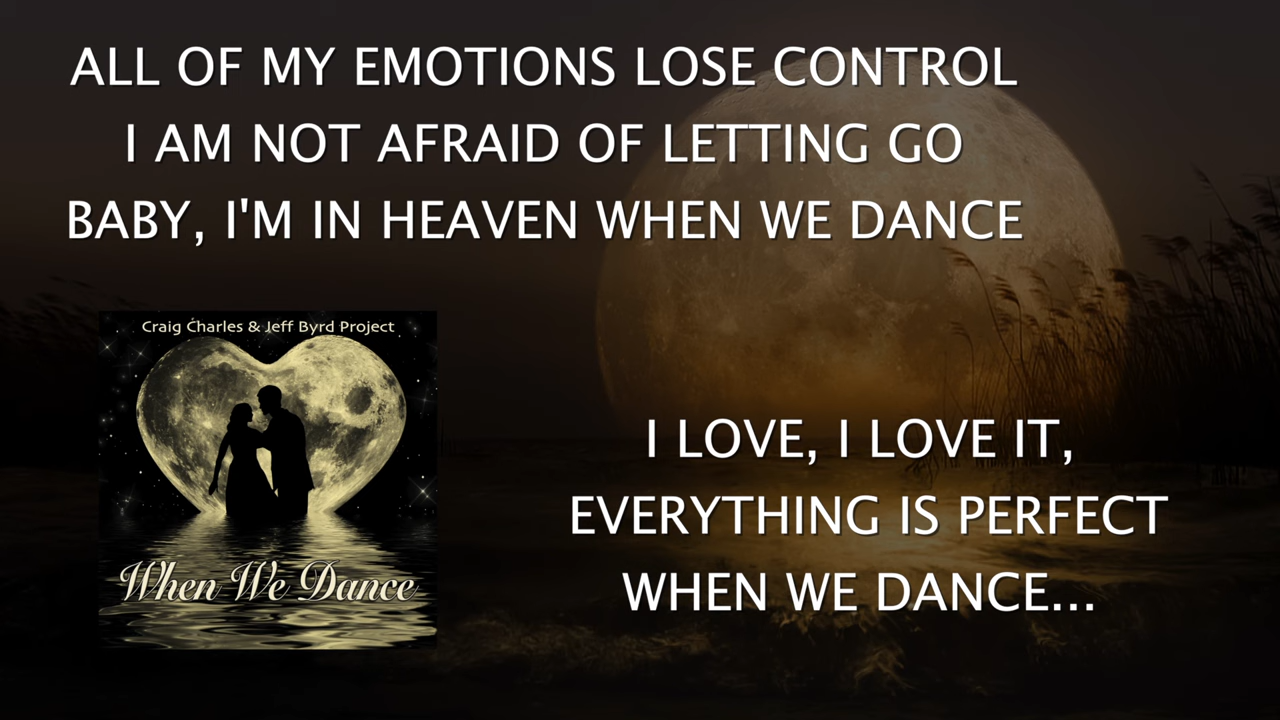 ALL OF MY EMOTIONS LOSE CONTROL
I AM NOT AFRAID OF LETTING GO
BABY, I'M IN HEAVEN WHEN WE DANCE
Craig Charles & Jeff Byrd Project
When We Dance
I LOVE, I LOVE IT,
EVERYTHING IS PERFECT
WHEN WE DANCE...